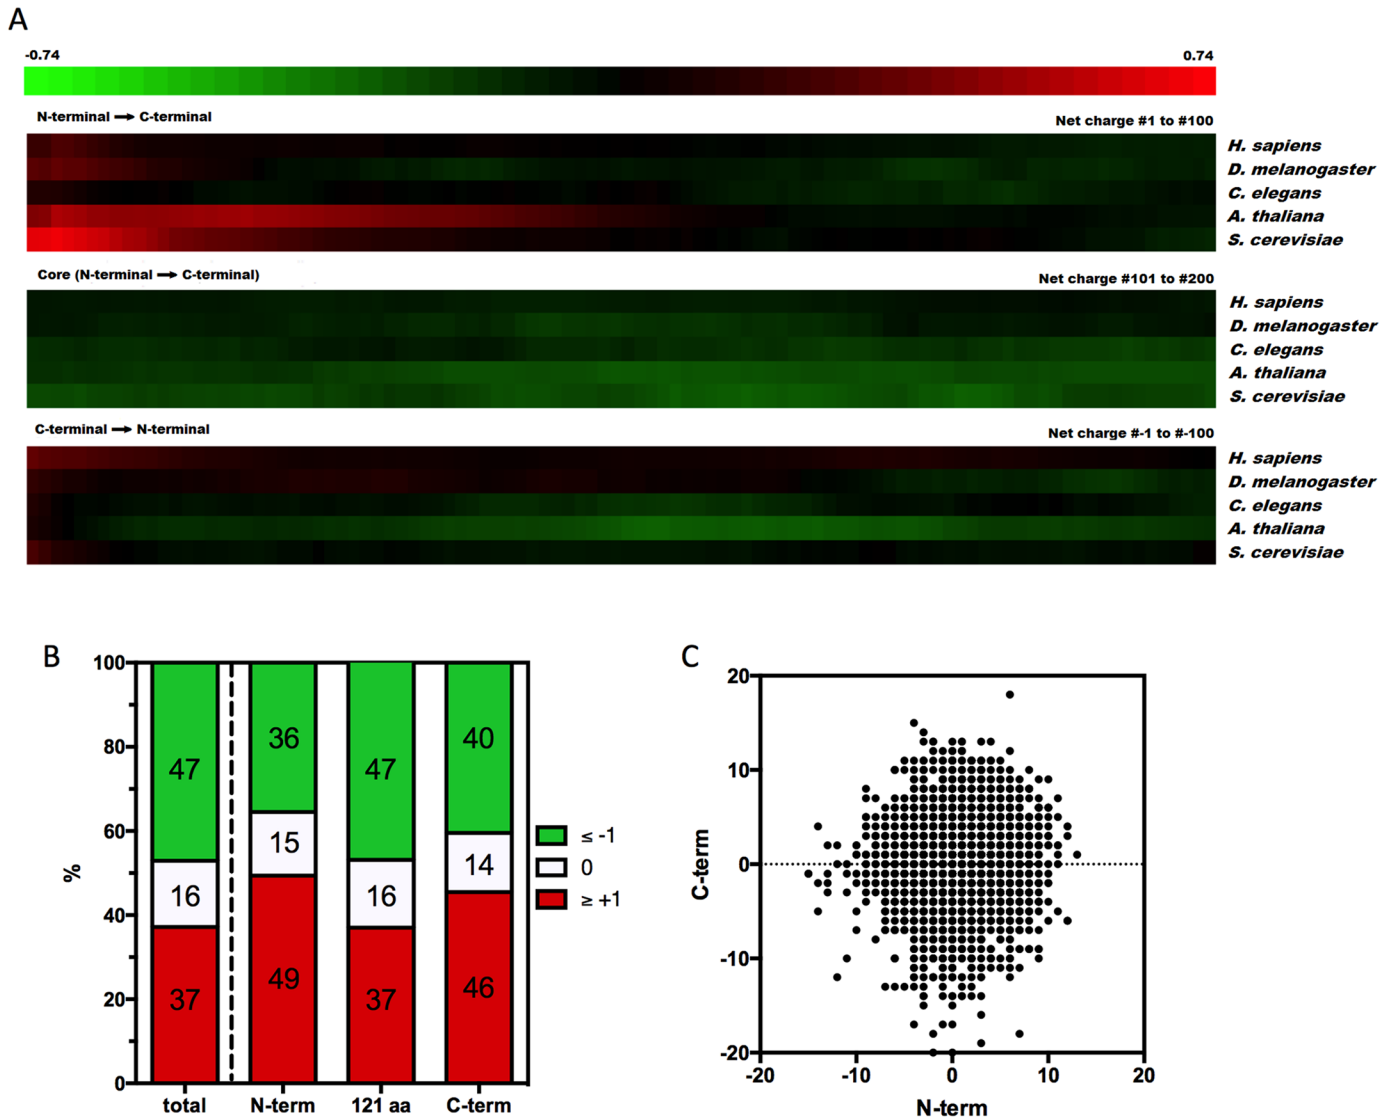 A
-0.74 0.74
N-terminal → C-terminal Net charge #1 to #100
H. sapiens
D. melanogaster
C. elegans
A. thaliana
S. cerevisiae
Core (N-terminal → C-terminal) Net charge #101 to #200
H. sapiens
D. melanogaster
C. elegans
A. thaliana
S. cerevisiae
C-terminal → N-terminal Net charge #-1 to #-100
H. sapiens
D. melanogaster
C. elegans
A. thaliana
S. cerevisiae
B
%
100
80
60
40
20
0
47
16
37
36
15
49
47
16
37
40
14
46
total N-term 121 aa C-term
≤ -1
0
≥ +1
C
C-term
20
10
0
-10
-20
-20 -10 0 10 20
N-term